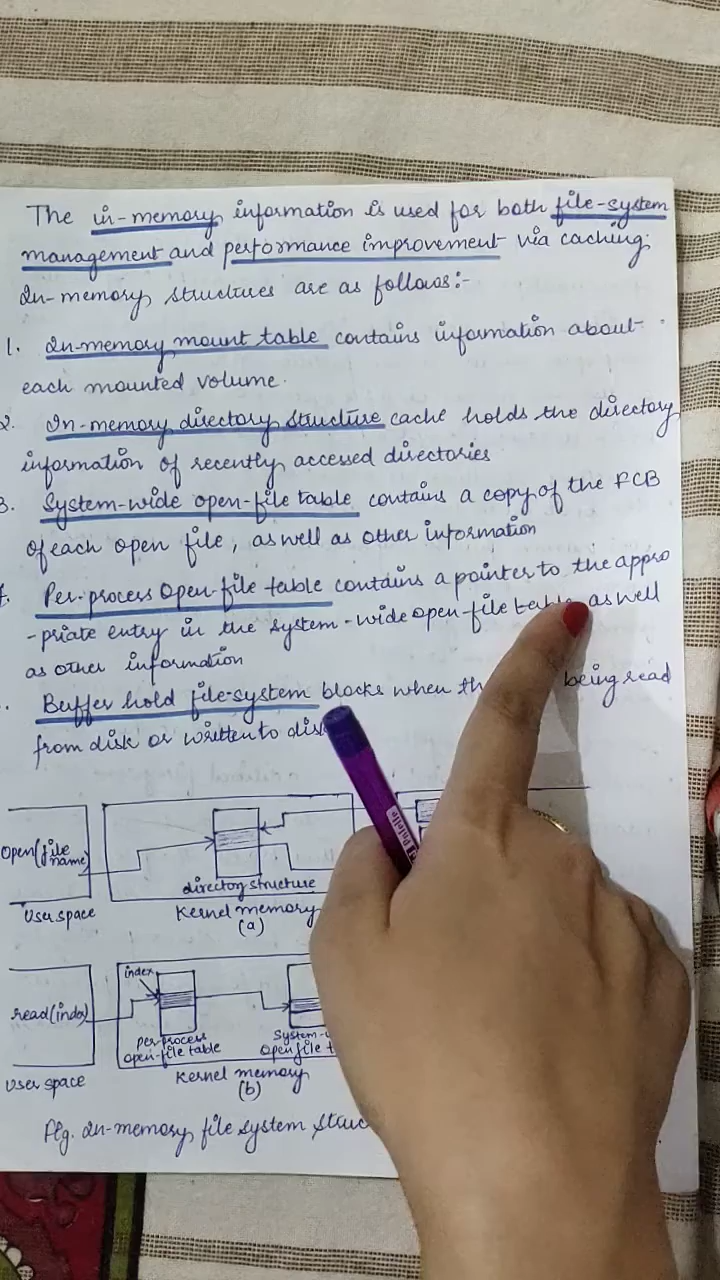 The in-memory information is used for both file-system
management and performance improvement via caching.
In-memory structures are as follows:-
1. In-memory mount table contains information about
each mounted volume.
2. In-memory directory structure cache holds the directory
information of recently accessed directories
3. System-wide open-file table contains a copy of the FCB
of each open file, as well as other information
Per-process Open-file table contains a pointer to the appro
-priate entry in the system-wide open-file table as well
as other information
Buffer hold file-system blocks when being read
from disk or written to disk
open(file
name)
directory structure
User space
Kernel memory
(a)
index
read(index)
Per-process
open-file table
System-
open file t
User space
Kernel memory
(b)
Fig. In-memory file system struc